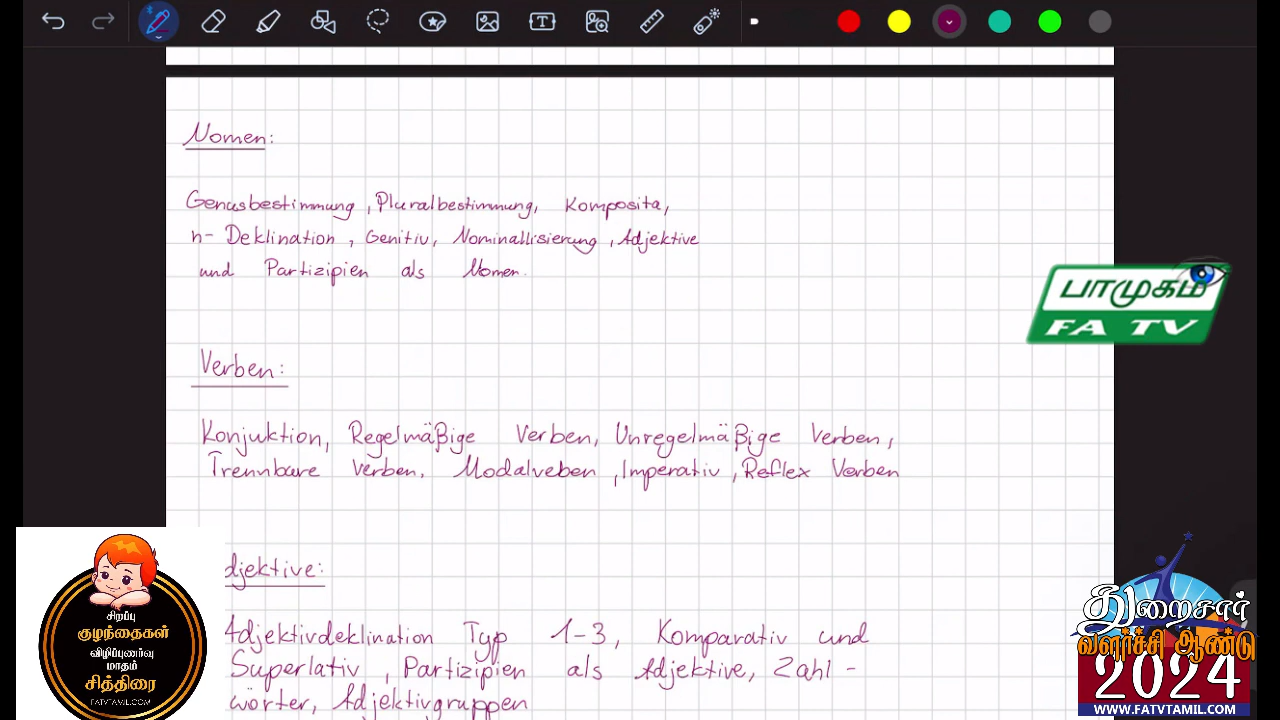 Nomen:
Genusbestimmung, Pluralbestimmung, Komposita,
n-Deklination, Genitiv, Nominallisierung, Adjektive
und Partizipien als Nomen.
Verben:
Konjuktion, Regelmäßige Verben, Unregelmäßige Verben,
Trennbare Verben, Modalveben, Imperativ, Reflex Verben
djektive:
Adjektivdeklination Typ 1-3, Komparativ und
Superlativ, Partizipien als Adjektive, Zahl-
wörter, Adjektivgruppen
பாமுகம்
FA TV
சிறப்பு
குழந்தைகள்
விழிப்புணர்வு
மாதம்
சித்திரை
FATVTAMIL.COM
துறைசார்
வளர்ச்சி ஆண்டு
2024
WWW.FATVTAMIL.COM